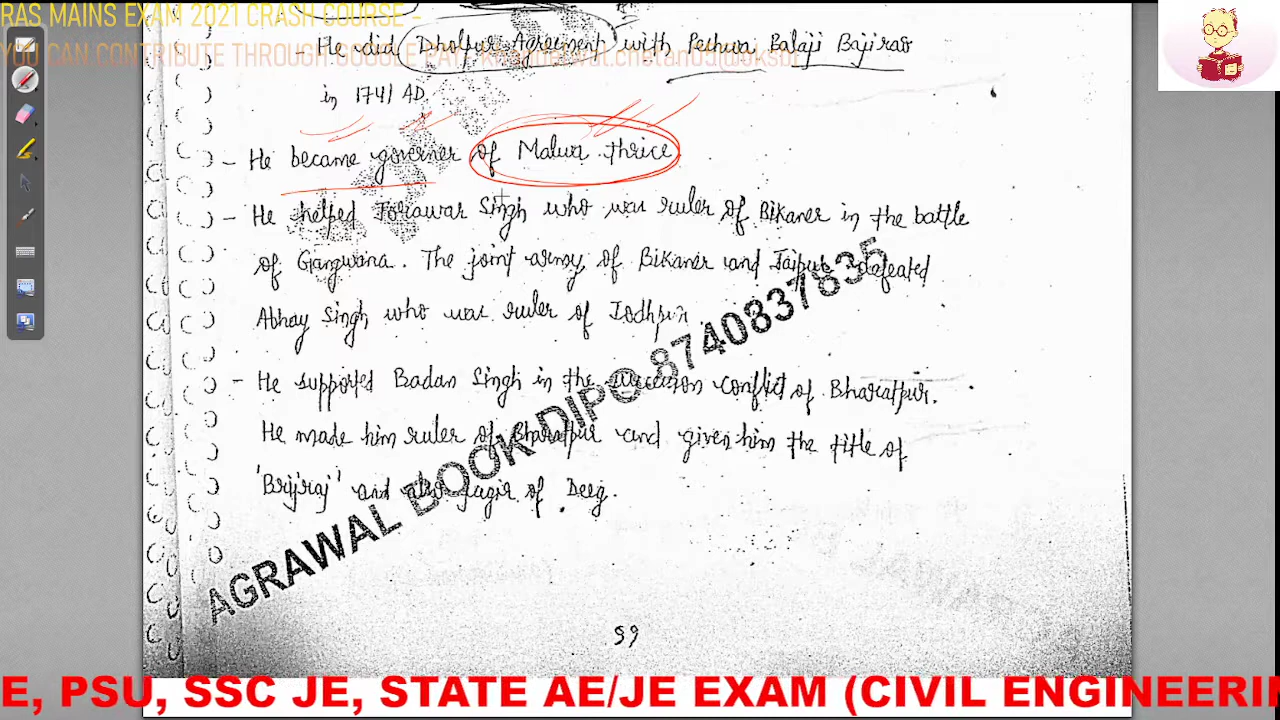 RAS MAINS EXAM 2021 CRASH COURSE -
YOU CAN CONTRIBUTE THROUGH GOOGLE PAY
- He did Dholpur Agreement with Peshwa Balaji Bajirao
in 1741 AD
- He became governer of Malwa thrice
- He helped Jorawar Singh who was ruler of Bikaner in the battle
of Gangwana. The joint army of Bikaner and Jaipur defeated
Abhay Singh who was ruler of Jodhpur
- He supported Badan Singh in the conflict of Bharatpur.
He made him ruler of Bharatpur and given him the title of
'Brijraj' and also jagir of Deeg.
AGRAWAL BOOK DIPO 8740837835
59
E, PSU, SSC JE, STATE AE/JE EXAM (CIVIL ENGINEERI